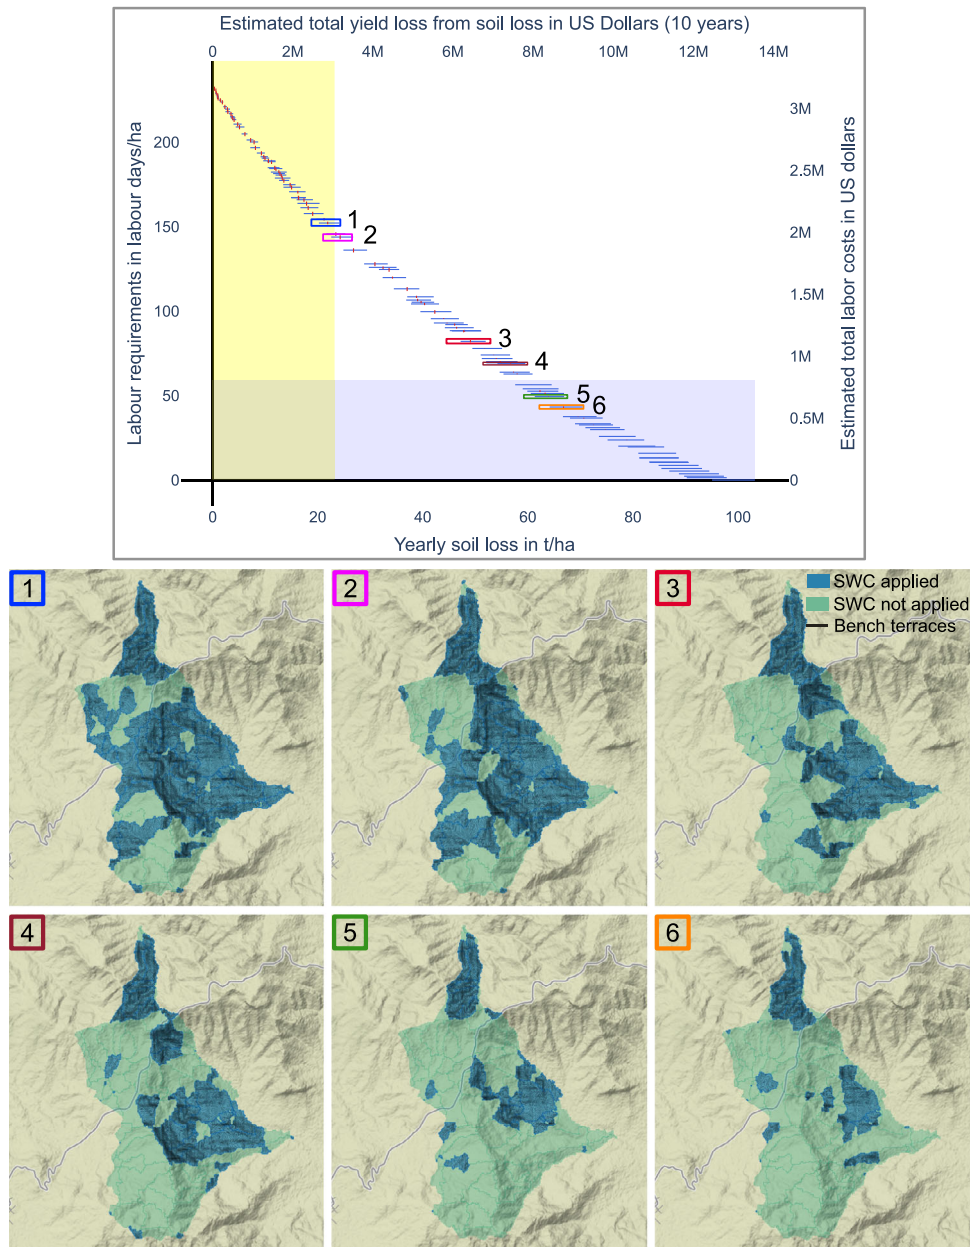 Estimated total yield loss from soil loss in US Dollars (10 years)
0 2M 4M 6M 8M 10M 12M 14M
Labour requirements in labour days/ha
200
150
100
50
0
3M
2.5M
2M
1.5M
1M
0.5M
0
Estimated total labor costs in US dollars
1
2
3
4
5
6
0 20 40 60 80 100
Yearly soil loss in t/ha
1
2
3
SWC applied
SWC not applied
Bench terraces
4
5
6